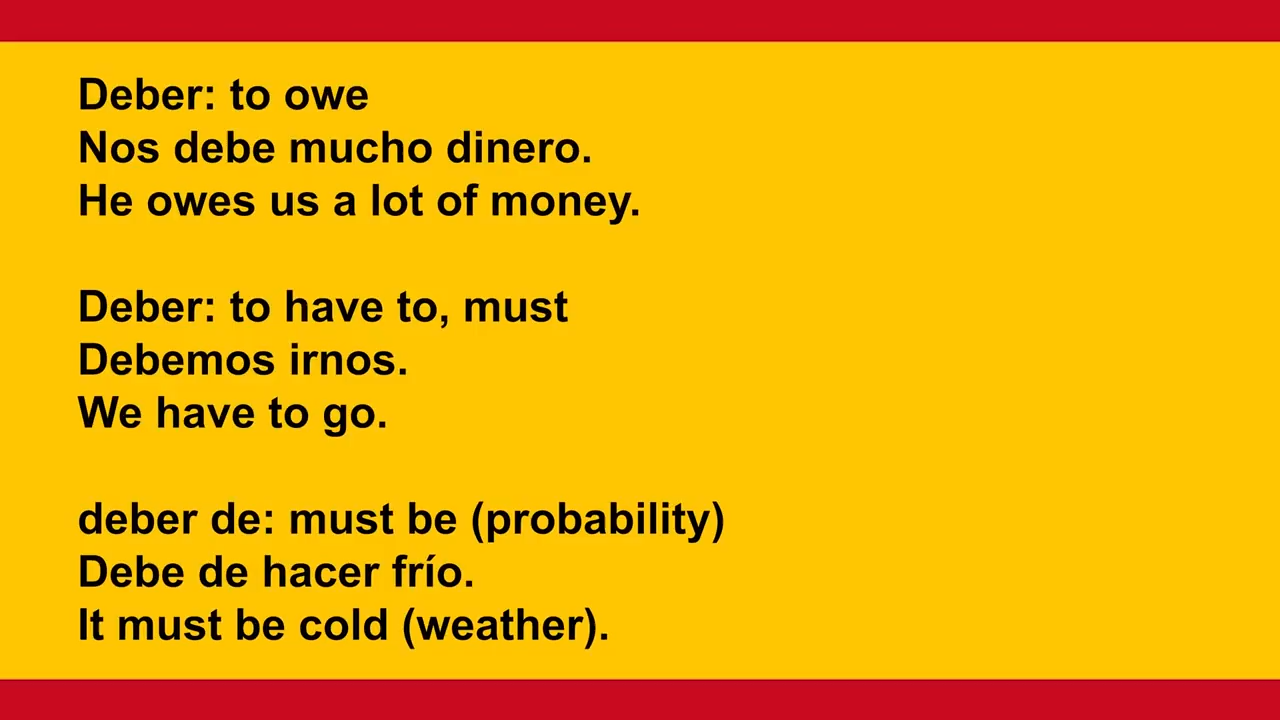 Deber: to owe
Nos debe mucho dinero.
He owes us a lot of money.
Deber: to have to, must
Debemos irnos.
We have to go.
deber de: must be (probability)
Debe de hacer frío.
It must be cold (weather).